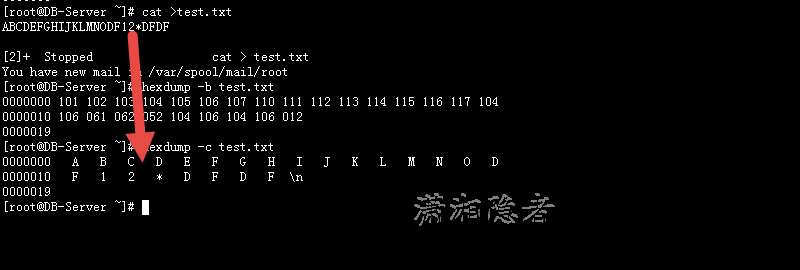 [root@DB-Server ~]# cat >test.txt
ABCDEFGHIJKLMNODF12*DFDF
[2]+  Stopped                 cat > test.txt
You have new mail in /var/spool/mail/root
[root@DB-Server ~]# hexdump -b test.txt
0000000 101 102 103 104 105 106 107 110 111 112 113 114 115 116 117 104
0000010 106 061 062 052 104 106 104 106 012
0000019
[root@DB-Server ~]# hexdump -c test.txt
0000000   A   B   C   D   E   F   G   H   I   J   K   L   M   N   O   D
0000010   F   1   2   *   D   F   D   F  \n
0000019
[root@DB-Server ~]#
潇湘隐者